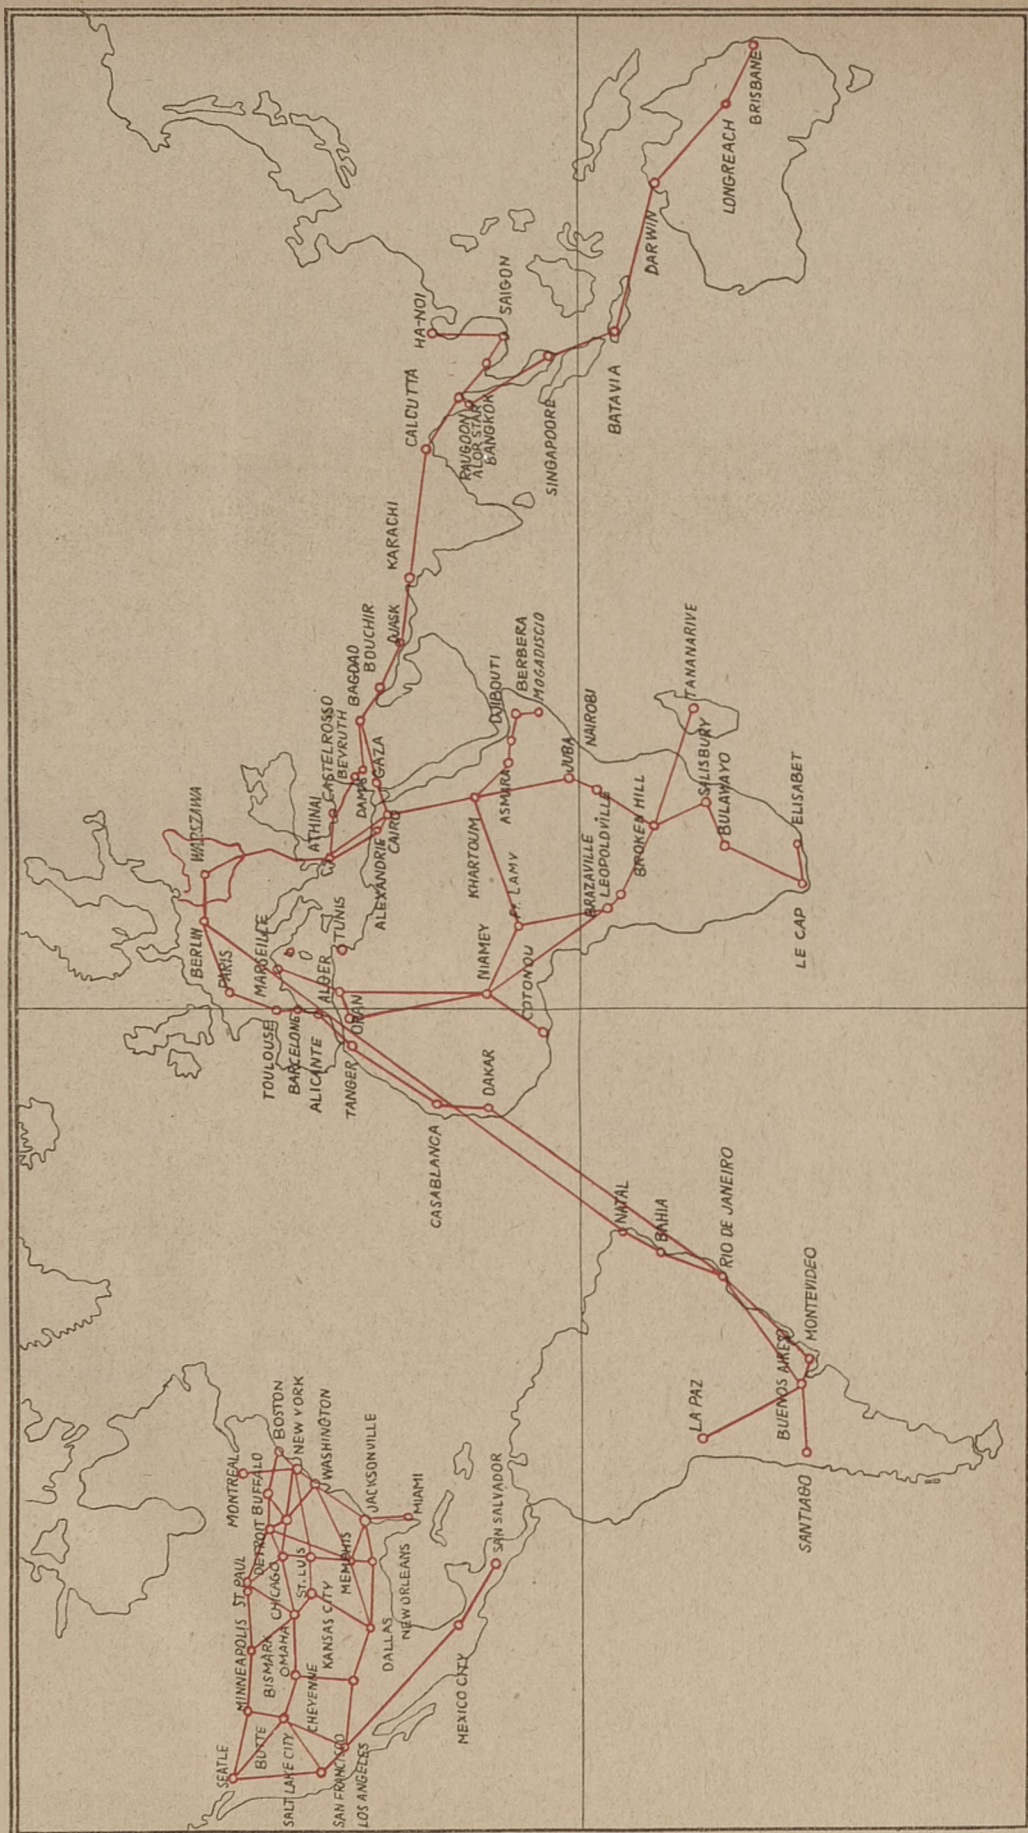 SEATLE
BUTTE
SALT LAKE CITY
SAN FRANCISCO
LOS ANGELES
MINNEAPOLIS
BISMARK
OMAHA
CHEYENNE
ST. PAUL
CHICAGO
KANSAS CITY
DALLAS
DETROIT
ST. LUIS
MEMPHIS
NEW ORLEANS
MONTREAL
BUFFALO
BOSTON
NEW YORK
WASHINGTON
JACKSONVILLE
MIAMI
MEXICO CITY
SAN SALVADOR
LA PAZ
SANTIAGO
BUENOS AIRES
MONTEVIDEO
RIO DE JANEIRO
BAHIA
NATAL
CASABLANCA
DAKAR
TANGER
ALICANTE
BARCELONE
TOULOUSE
ORAN
ALGER
TUNIS
MARSEILLE
PARIS
BERLIN
WARSZAWA
ATHINAI
CASTELROSSO
BEYRUTH
DAMAS
GAZA
ALEXANDRIE
CAIRO
BAGDAD
BOUCHIR
DJASK
KARACHI
CALCUTTA
RAUGOON
ALOR STAR
BANGKOK
HA-NOI
SAIGON
SINGAPOORE
BATAVIA
DARWIN
LONGREACH
BRISBANE
NIAMEY
COTONOU
Ft. LAMY
KHARTOUM
ASMARA
DJIBOUTI
BERBERA
MOGADISCIO
JUBA
NAIROBI
BRAZAVILLE
LEOPOLDVILLE
BROKEN HILL
TANANARIVE
SALISBURY
BULAWAYO
ELISABET
LE CAP